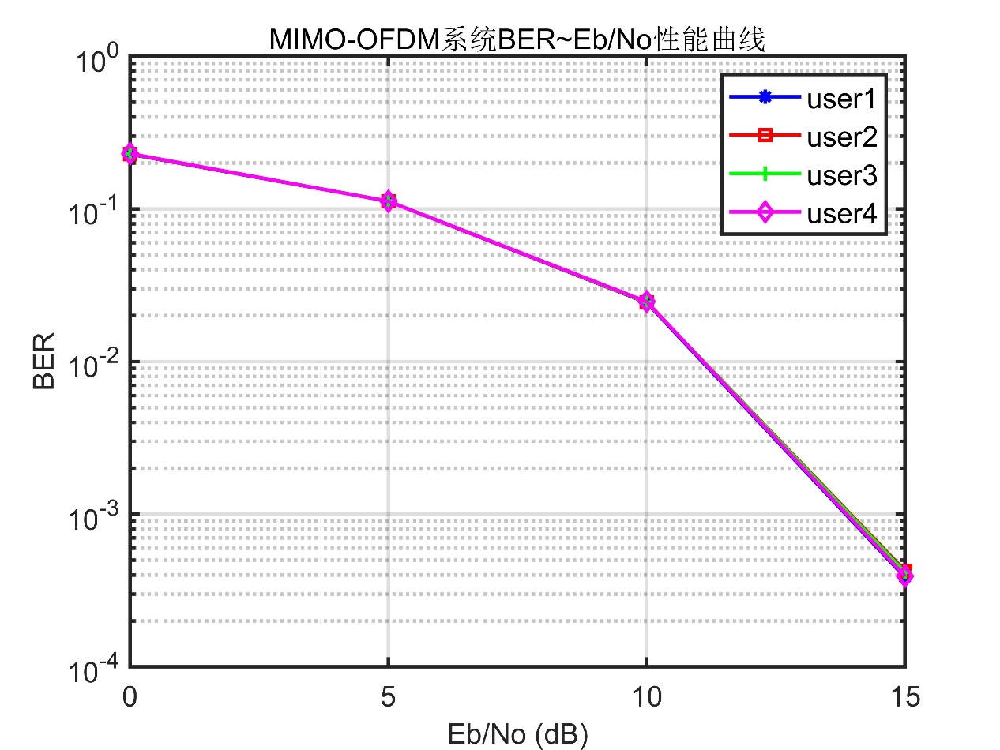 MIMO-OFDM系统BER~Eb/No性能曲线
10^0
10^-1
10^-2
10^-3
10^-4
BER
user1
user2
user3
user4
0 5 10 15
Eb/No (dB)